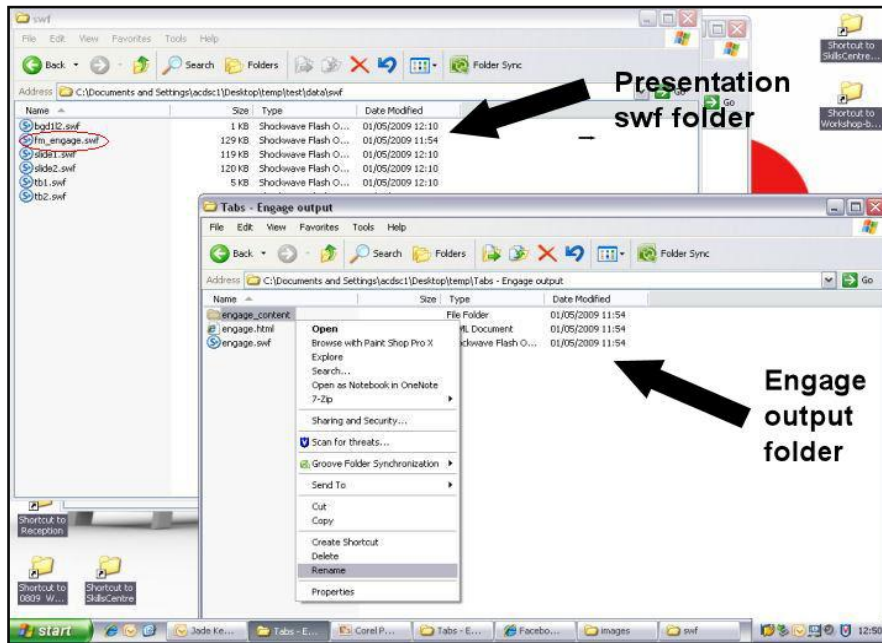 swf
File Edit View Favorites Tools Help
Back Search Folders Folder Sync
Address C:\Documents and Settings\acdsc1\Desktop\temp\test\data\swf Go
Go
Name Size Type Date Modified
bgd1l2.swf 1 KB Shockwave Flash O... 01/05/2009 12:10
fm_engage.swf 129 KB Shockwave Flash O... 01/05/2009 11:54
slide1.swf 119 KB Shockwave Flash O... 01/05/2009 12:10
slide2.swf 120 KB Shockwave Flash O... 01/05/2009 12:10
tb1.swf 5 KB Shockwave Flash O... 01/05/2009 12:10
tb2.swf
Presentation
swf folder
Shortcut to
SkillsCentre...
Shortcut to
Workshop-b...
Tabs - Engage output
File Edit View Favorites Tools Help
Back Search Folders Folder Sync
Address C:\Documents and Settings\acdsc1\Desktop\temp\Tabs - Engage output Go
Name Size Type Date Modified
engage_content File Folder 01/05/2009 11:54
engage.html ML Document 01/05/2009 11:54
engage.swf ockwave Flash O... 01/05/2009 11:54
Open
Browse with Paint Shop Pro X
Explore
Search...
Open as Notebook in OneNote
7-Zip
Sharing and Security...
Scan for threats...
Groove Folder Synchronization
Send To
Cut
Copy
Create Shortcut
Delete
Rename
Properties
Engage
output
folder
Shortcut to
Reception
Shortcut to
0809 W...
Shortcut to
SkillsCentre
start Jade Ke... Tabs - E... Corel P... Tabs - E... Facebo... images swf 12:50